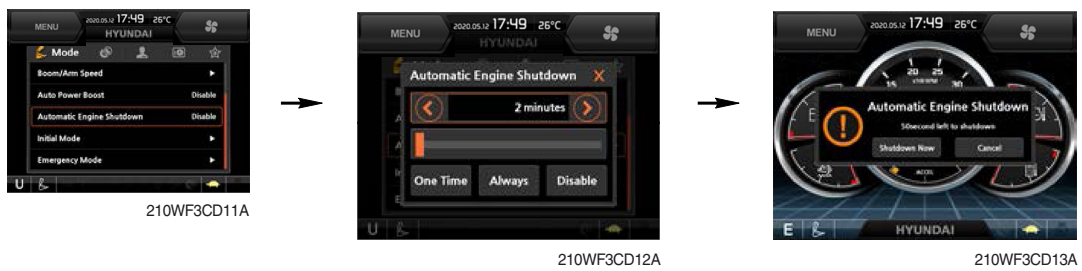 MENU
2020.05.12 17:49 26°C
HYUNDAI
Mode
Boom/Arm Speed
Auto Power Boost Disable
Automatic Engine Shutdown Disable
Initial Mode
Emergency Mode
U
210WF3CD11A
MENU
2020.05.12 17:49 26°C
HYUNDAI
Automatic Engine Shutdown X
2 minutes
One Time Always Disable
U
210WF3CD12A
MENU
2020.05.12 17:49 26°C
15 20 25 30
x100 RPM
E
Automatic Engine Shutdown
50second left to shutdown
Shutdown Now Cancel
ACCEL
E HYUNDAI
210WF3CD13A